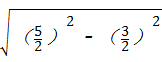 √((5/2)² - (3/2)²)